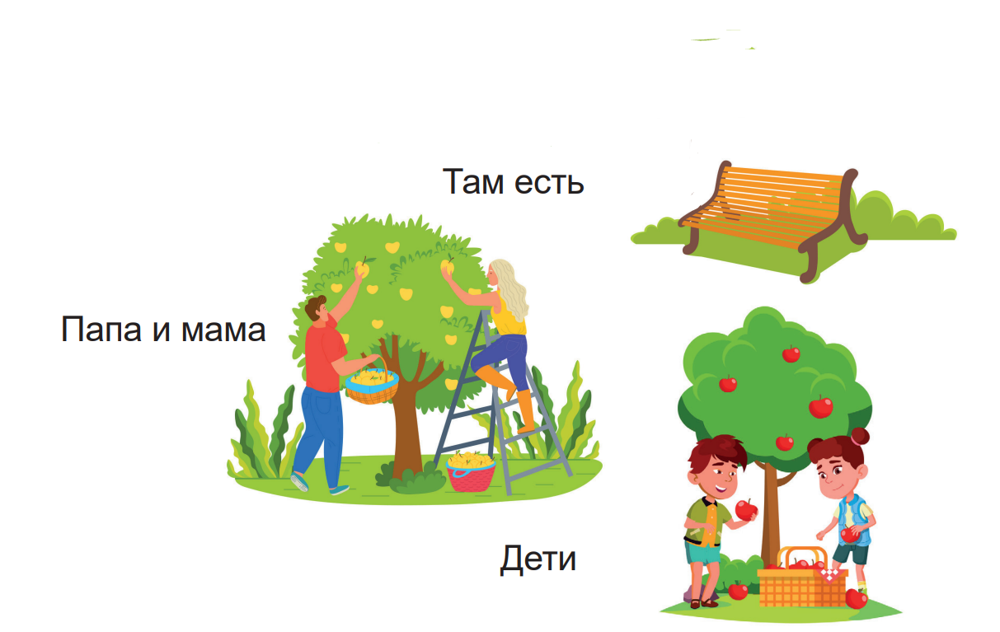 Там есть
Папа и мама
Дети